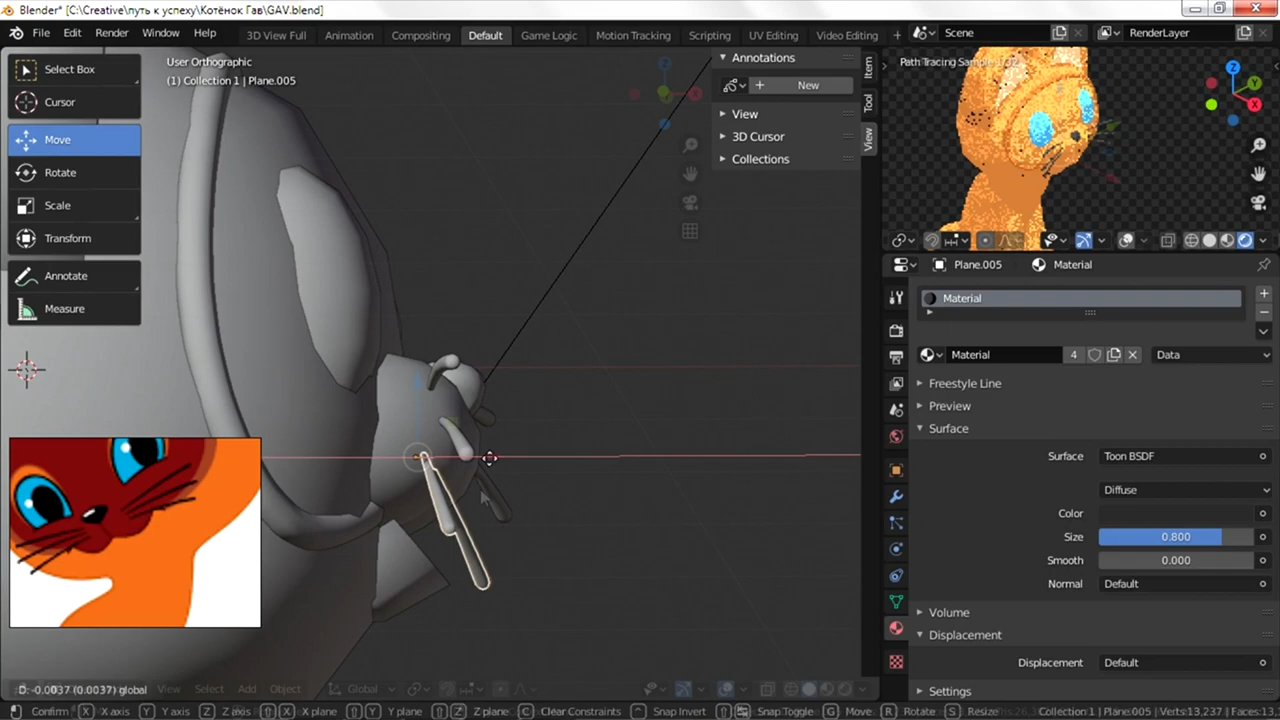 Blender* [C:\Creative\путь к успеху\Котёнок Гав\GAV.blend]
File Edit Render Window Help
3D View Full Animation Compositing Default Game Logic Motion Tracking Scripting UV Editing Video Editing
Scene
RenderLayer
Select Box
Cursor
Move
Rotate
Scale
Transform
Annotate
Measure
User Orthographic
(1) Collection 1 | Plane.005
Annotations
New
View
3D Cursor
Collections
Item
Tool
View
Path Tracing Sample 1/32
Z
Y
X
Plane.005 Material
Material
Material 4 Data
Freestyle Line
Preview
Surface
Surface Toon BSDF
Diffuse
Color
Size 0.800
Smooth 0.000
Normal Default
Volume
Displacement
Displacement Default
Settings
D: -0.0037 (0.0037) global View Select Add Object Global
Confirm X X axis Y Y axis Z Z axis X X plane Y Y plane Z Z plane C Clear Constraints Snap Invert Snap Toggle G Move R Rotate S Resize Collection 1 | Plane.005 | Verts:13,237 | Faces:13